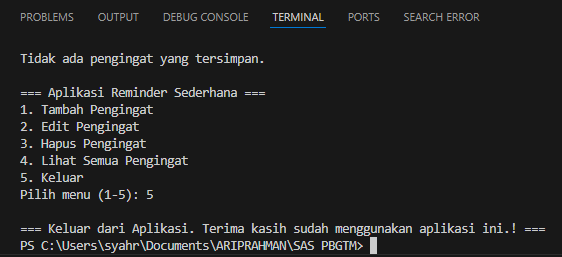 PROBLEMS OUTPUT DEBUG CONSOLE TERMINAL PORTS SEARCH ERROR
Tidak ada pengingat yang tersimpan.
=== Aplikasi Reminder Sederhana ===
1. Tambah Pengingat
2. Edit Pengingat
3. Hapus Pengingat
4. Lihat Semua Pengingat
5. Keluar
Pilih menu (1-5): 5
=== Keluar dari Aplikasi. Terima kasih sudah menggunakan aplikasi ini.! ===
PS C:\Users\syahr\Documents\ARIPRAHMAN\SAS PBGTM>